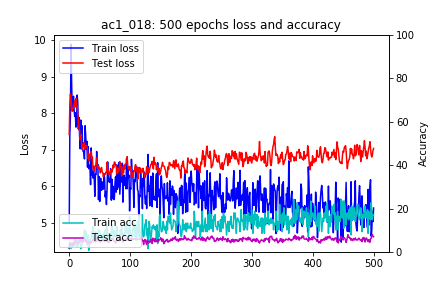 ac1_018: 500 epochs loss and accuracy
10
9
8
7
6
5
Loss
100
80
60
40
20
0
Accuracy
0
100
200
300
400
500
Train loss
Test loss
Train acc
Test acc